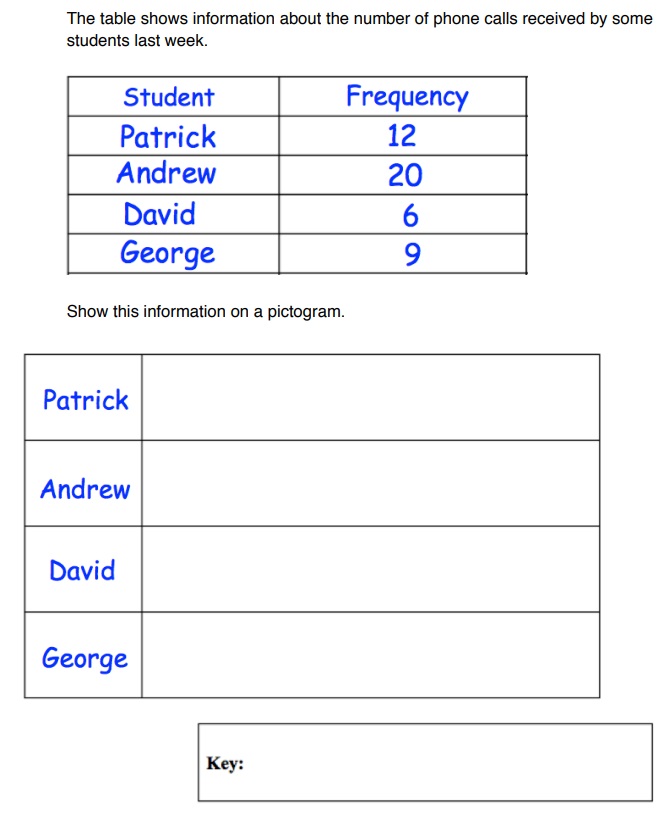 The table shows information about the number of phone calls received by some
students last week.
Student Frequency
Patrick 12
Andrew 20
David 6
George 9
Show this information on a pictogram.
Patrick
Andrew
David
George
Key: